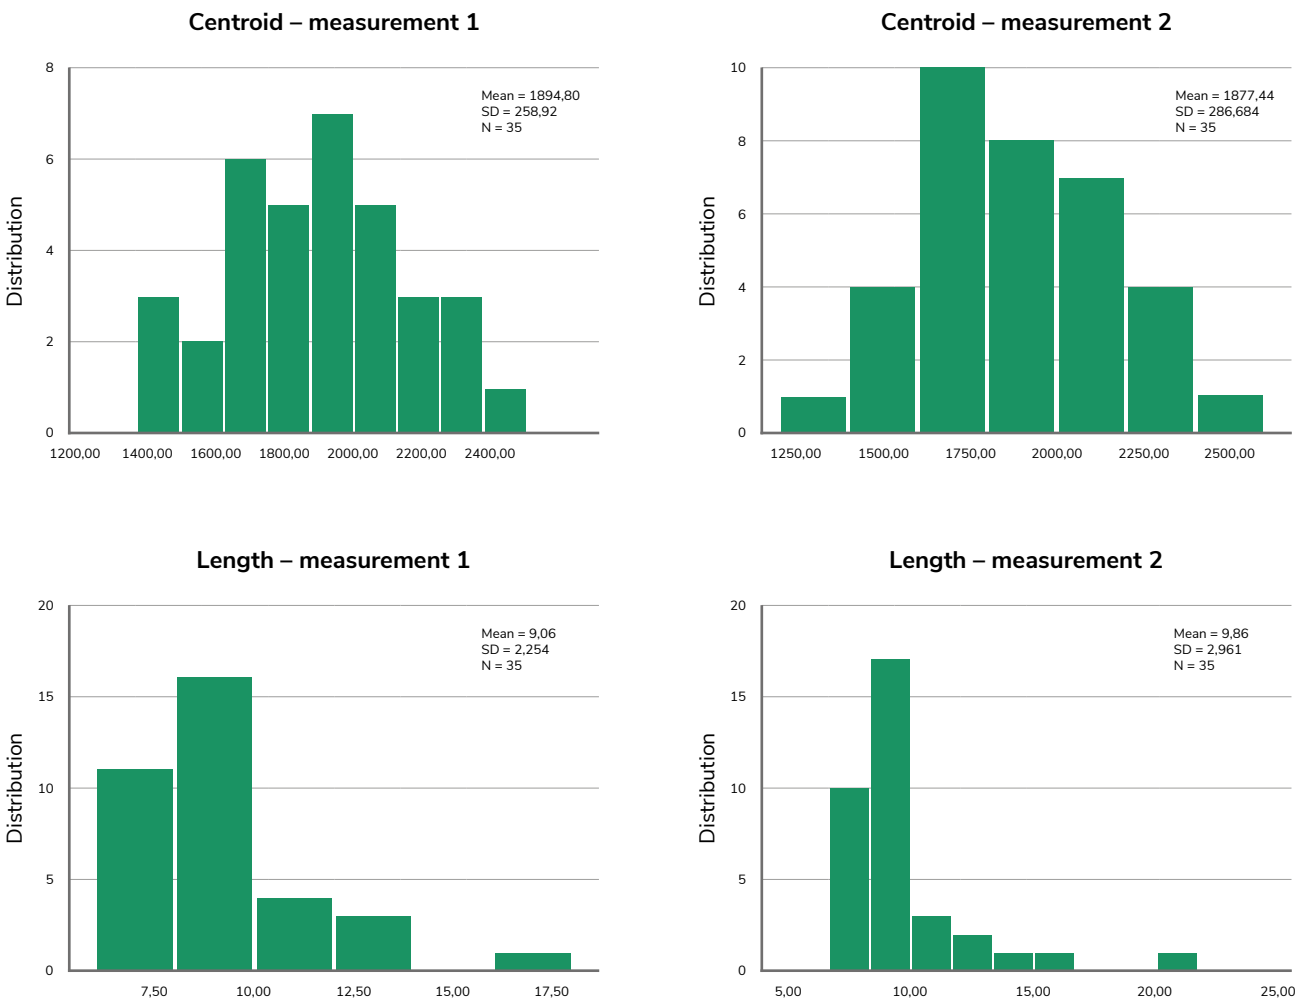 Centroid – measurement 1
8
6
4
2
0
Distribution
Mean = 1894,80
SD = 258,92
N = 35
1200,00 1400,00 1600,00 1800,00 2000,00 2200,00 2400,00
Centroid – measurement 2
10
8
6
4
2
0
Distribution
Mean = 1877,44
SD = 286,684
N = 35
1250,00 1500,00 1750,00 2000,00 2250,00 2500,00
Length – measurement 1
20
15
10
5
0
Distribution
Mean = 9,06
SD = 2,254
N = 35
7,50 10,00 12,50 15,00 17,50
Length – measurement 2
20
15
10
5
0
Distribution
Mean = 9,86
SD = 2,961
N = 35
5,00 10,00 15,00 20,00 25,00